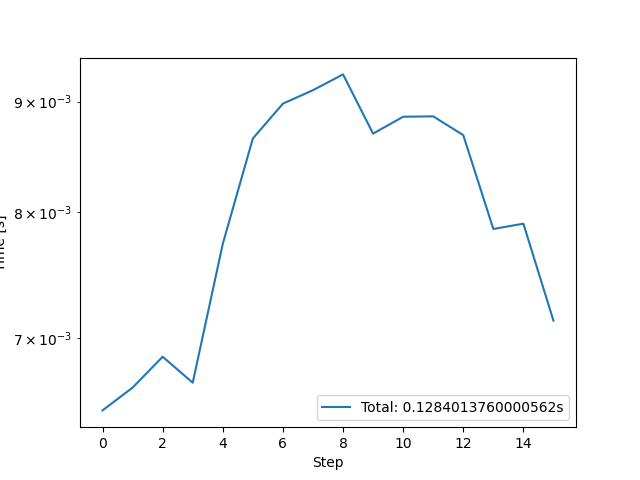 9 × 10⁻³
8 × 10⁻³
7 × 10⁻³
Time [s]
Total: 0.1284013760000562s
0 2 4 6 8 10 12 14
Step